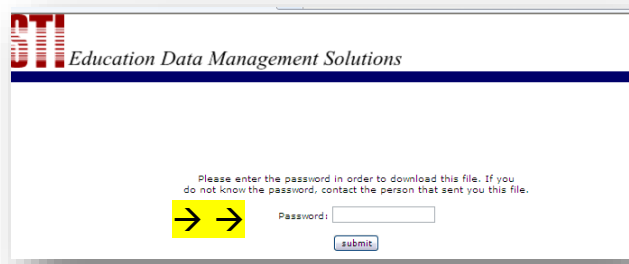 STI Education Data Management Solutions
Please enter the password in order to download this file. If you
do not know the password, contact the person that sent you this file.
→ → Password:
submit